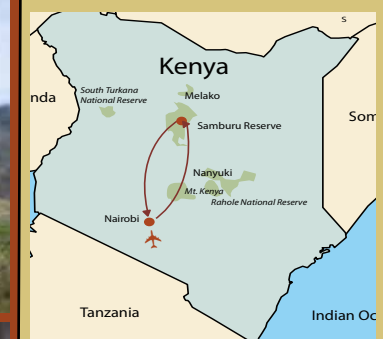 s
Kenya
South Turkana
National Reserve
Melako
nda
Samburu Reserve
Som
Nanyuki
Mt. Kenya
Rahole National Reserve
Nairobi
Tanzania
Indian Oc